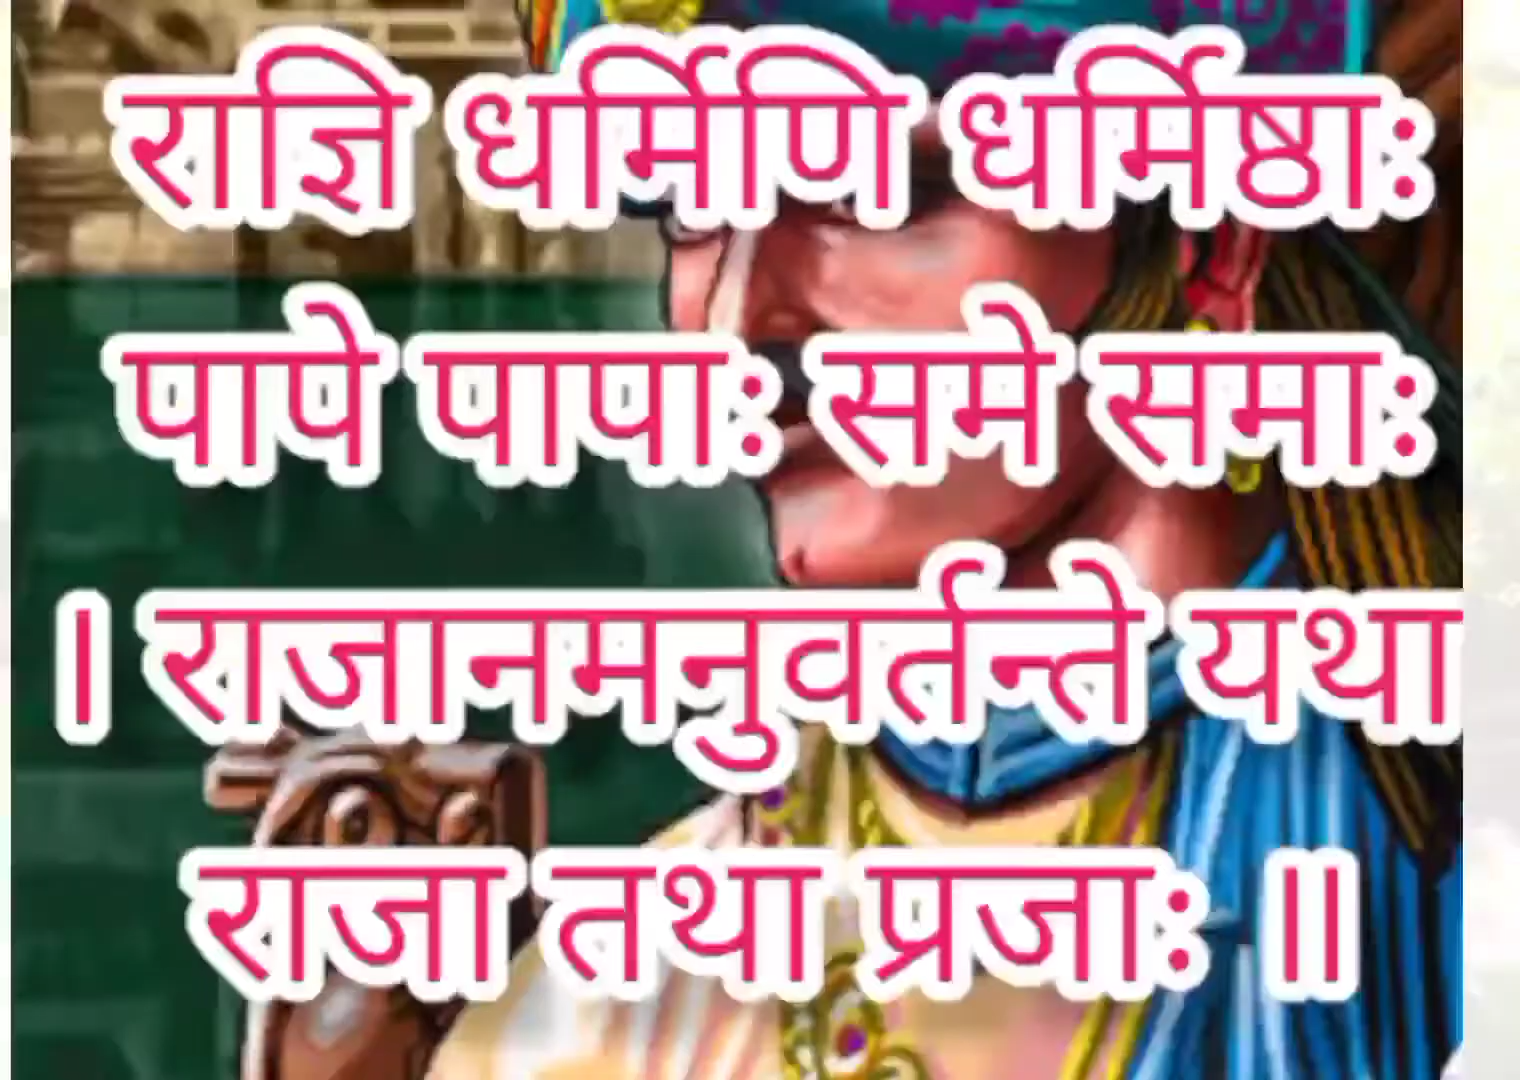 राज्ञि धर्मिणि धर्मिष्ठाः
पापे पापाः समे समाः
। राजानमनुवर्तन्ते यथा
राजा तथा प्रजाः ॥